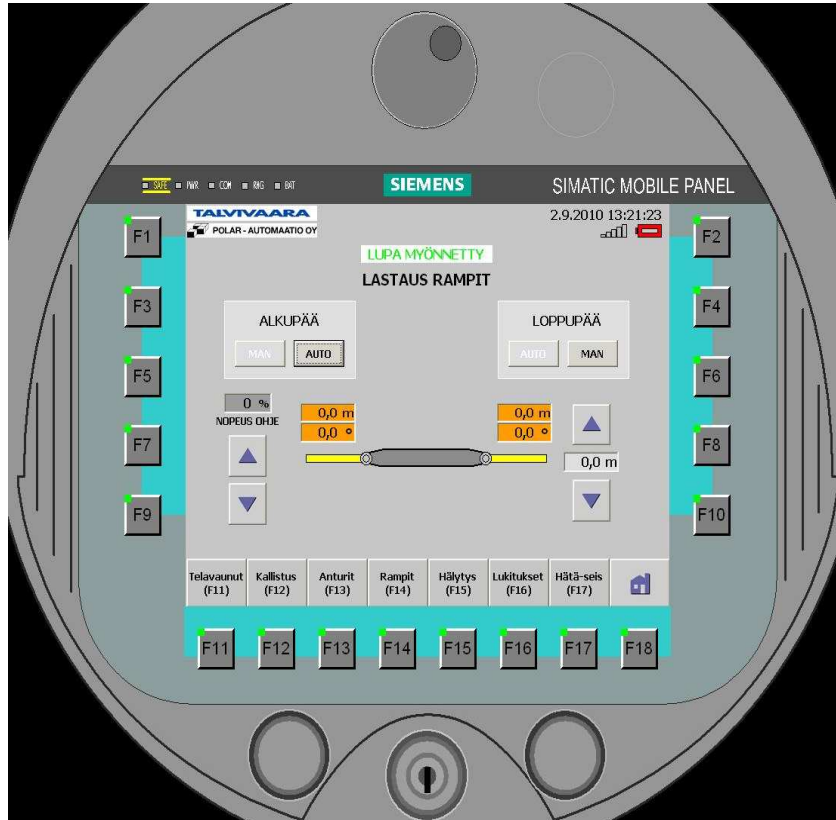 SAFE PWR COM RNG BAT
SIEMENS
SIMATIC MOBILE PANEL
TALVIVAARA
POLAR - AUTOMAATIO OY
2.9.2010 13:21:23
LUPA MYÖNNETTY
LASTAUS RAMPIT
ALKUPÄÄ
MAN AUTO
LOPPUPÄÄ
AUTO MAN
0 %
NOPEUS OHJE
0,0 m
0,0 °
0,0 m
0,0 °
0,0 m
F1
F2
F3
F4
F5
F6
F7
F8
F9
F10
Telavaunut (F11)
Kallistus (F12)
Anturit (F13)
Rampit (F14)
Hälytys (F15)
Lukitukset (F16)
Hätä-seis (F17)
F11 F12 F13 F14 F15 F16 F17 F18